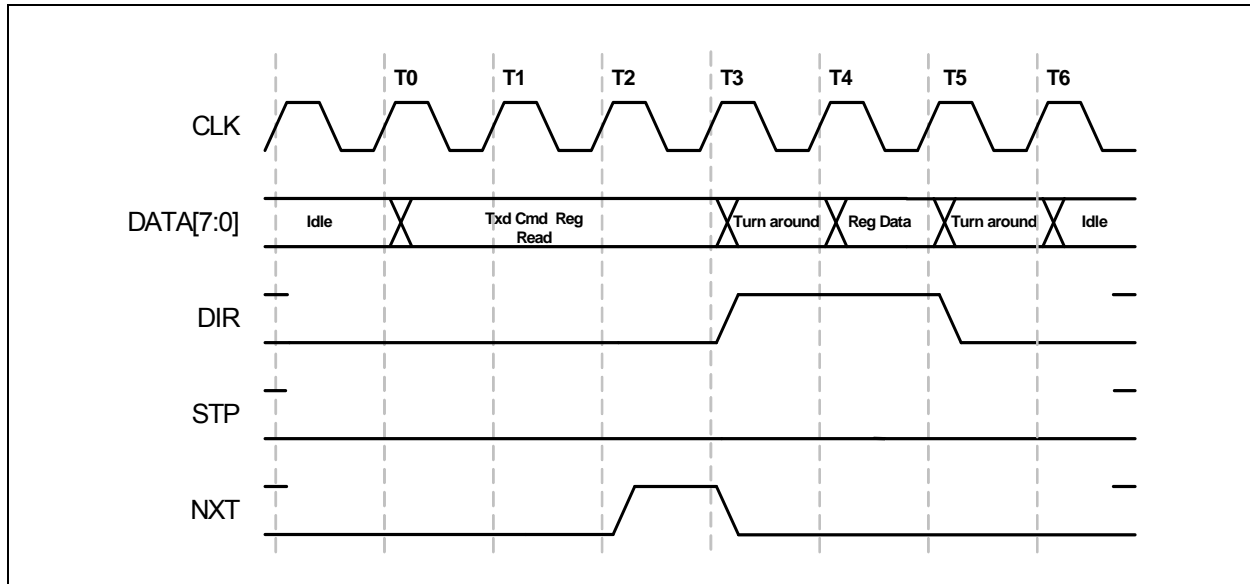 T0 T1 T2 T3 T4 T5 T6
CLK
DATA[7:0]
Idle
Txd Cmd Reg
Read
Turn around
Reg Data
Turn around
Idle
DIR
STP
NXT